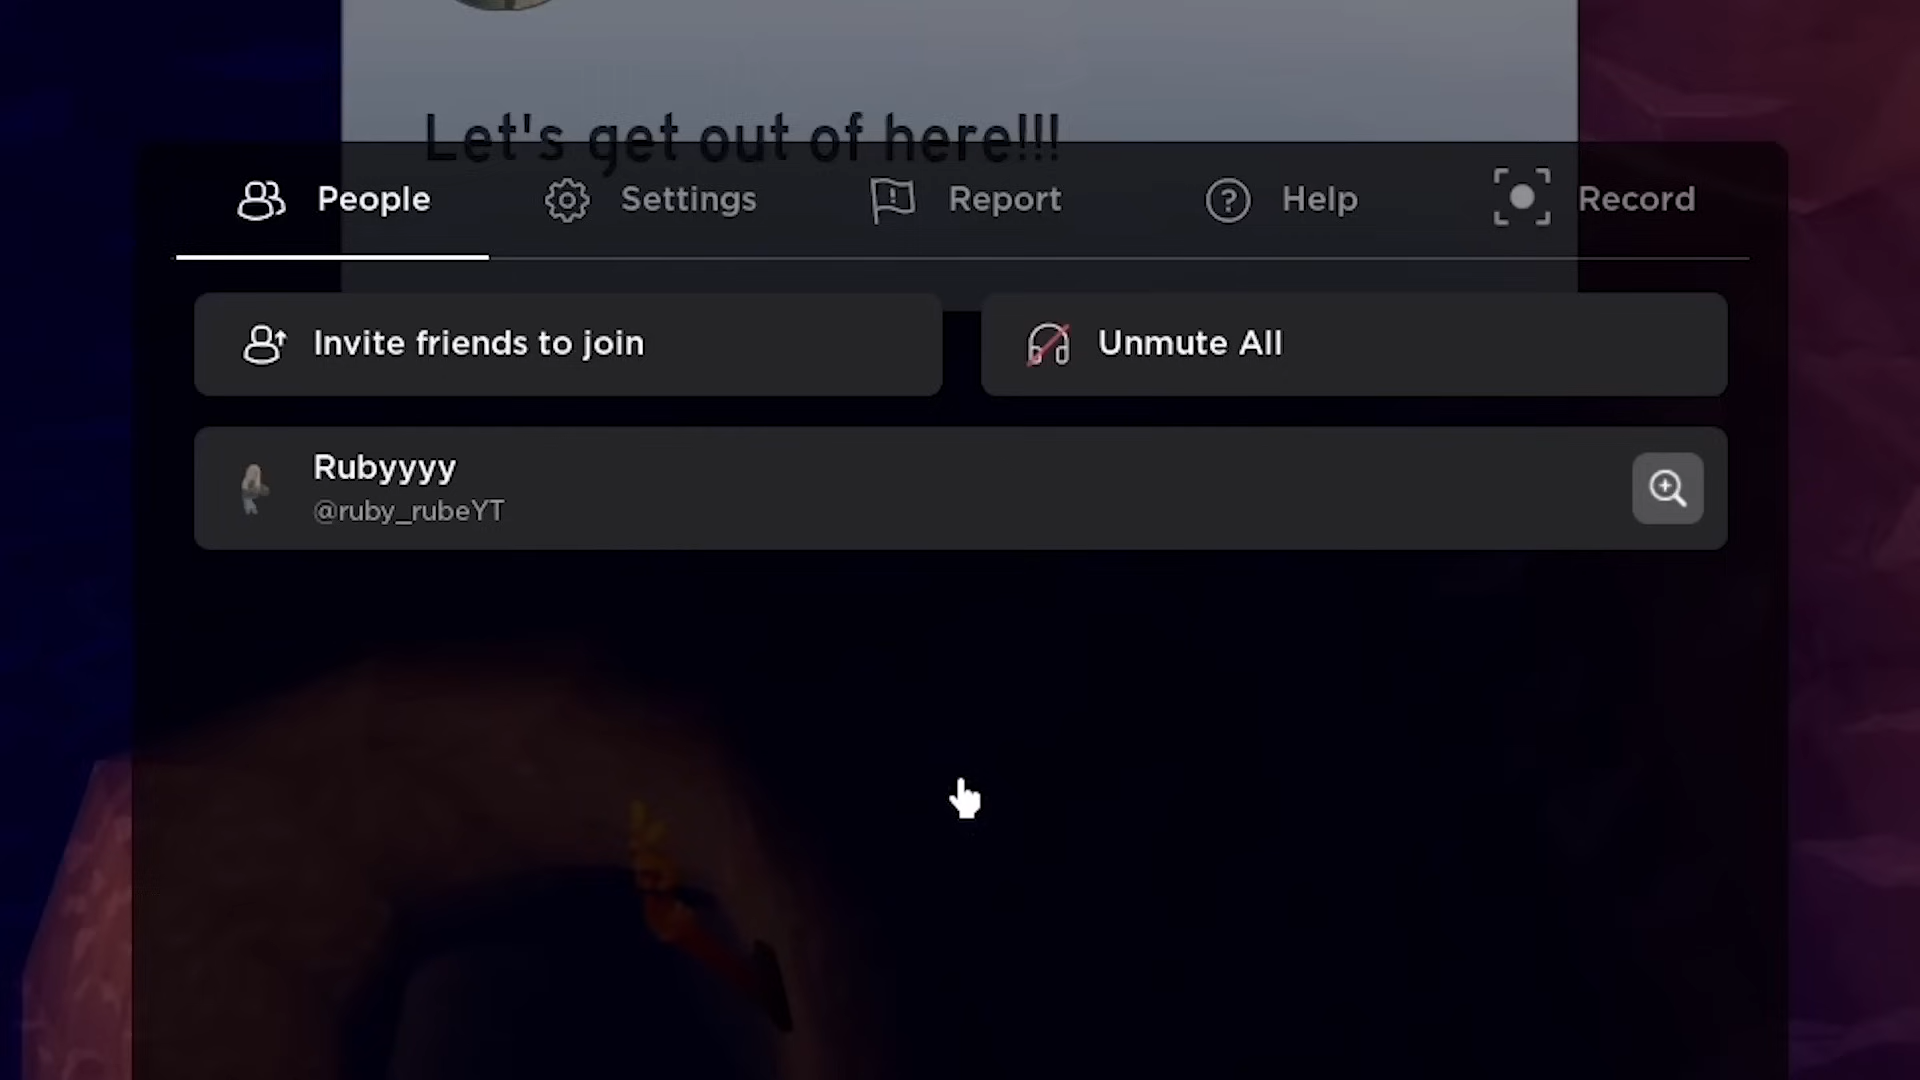 Let's get out of here!!!
People
Settings
Report
Help
Record
Invite friends to join
Unmute All
Rubyyyy
@ruby_rubeYT